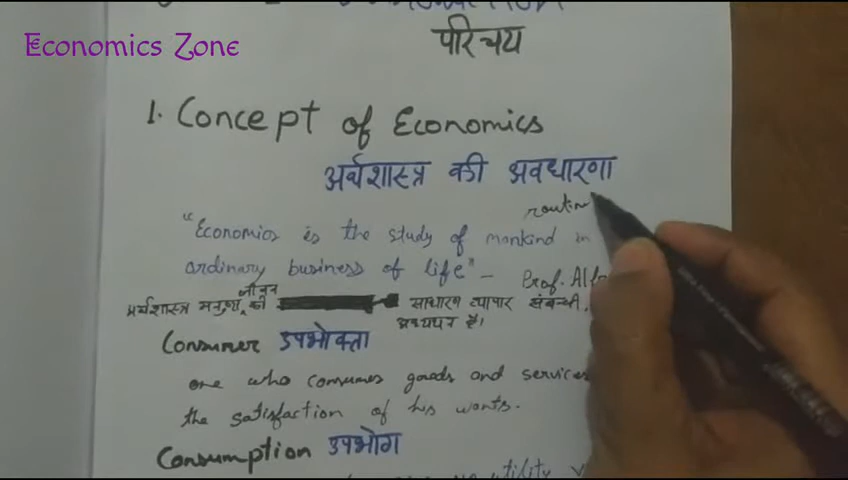 Economics Zone
परिचय
1. Concept of Economics
अर्थशास्त्र की अवधारणा
routin
"Economics is the study of mankind in
ordinary business of life" - Prof. Alf
जीवन
अर्थशास्त्र मनुष्य की साधारण व्यापार संबन्धी
अध्ययन है।
Consumer उपभोक्ता
one who consumes goods and services
the satisfaction of his wants.
Consumption उपभोग
utility